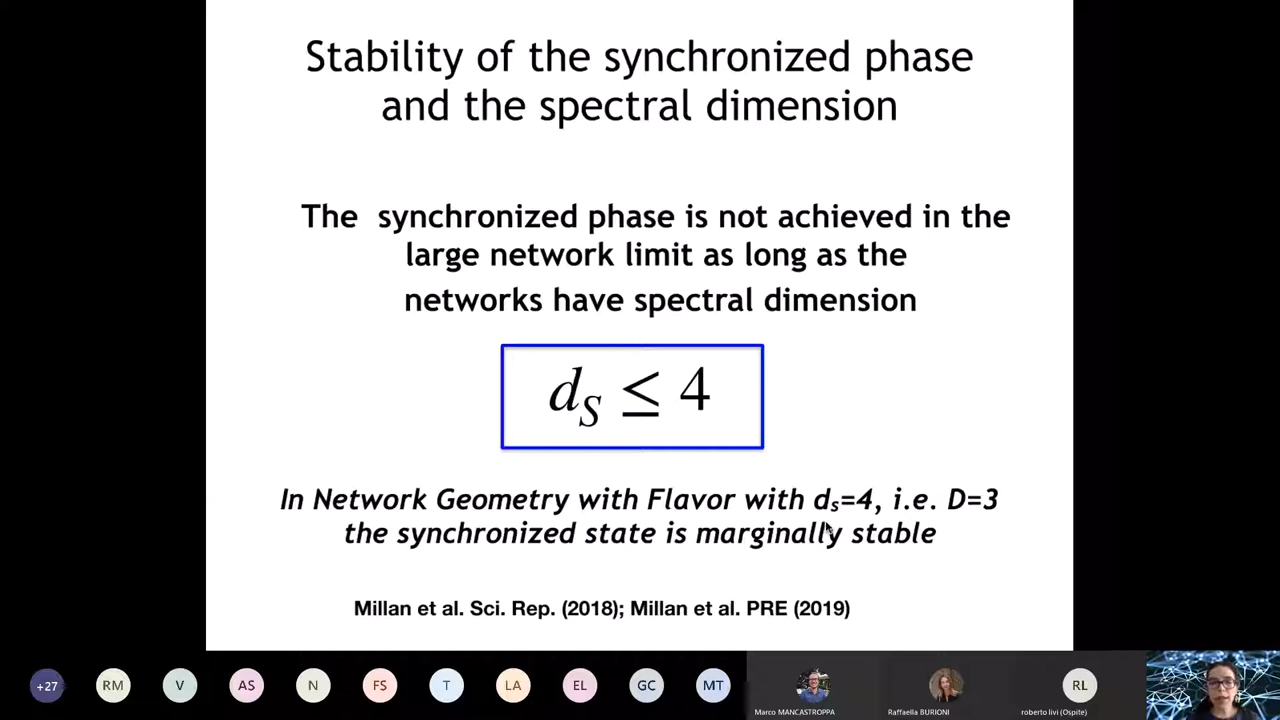 Stability of the synchronized phase
and the spectral dimension
The synchronized phase is not achieved in the
large network limit as long as the
networks have spectral dimension
d_S ≤ 4
In Network Geometry with Flavor with d_s=4, i.e. D=3
the synchronized state is marginally stable
Millan et al. Sci. Rep. (2018); Millan et al. PRE (2019)
+27 RM V AS N FS T LA EL GC MT RL
Marco MANCASTROPPA Raffaella BURIONI roberto livi (Ospite)